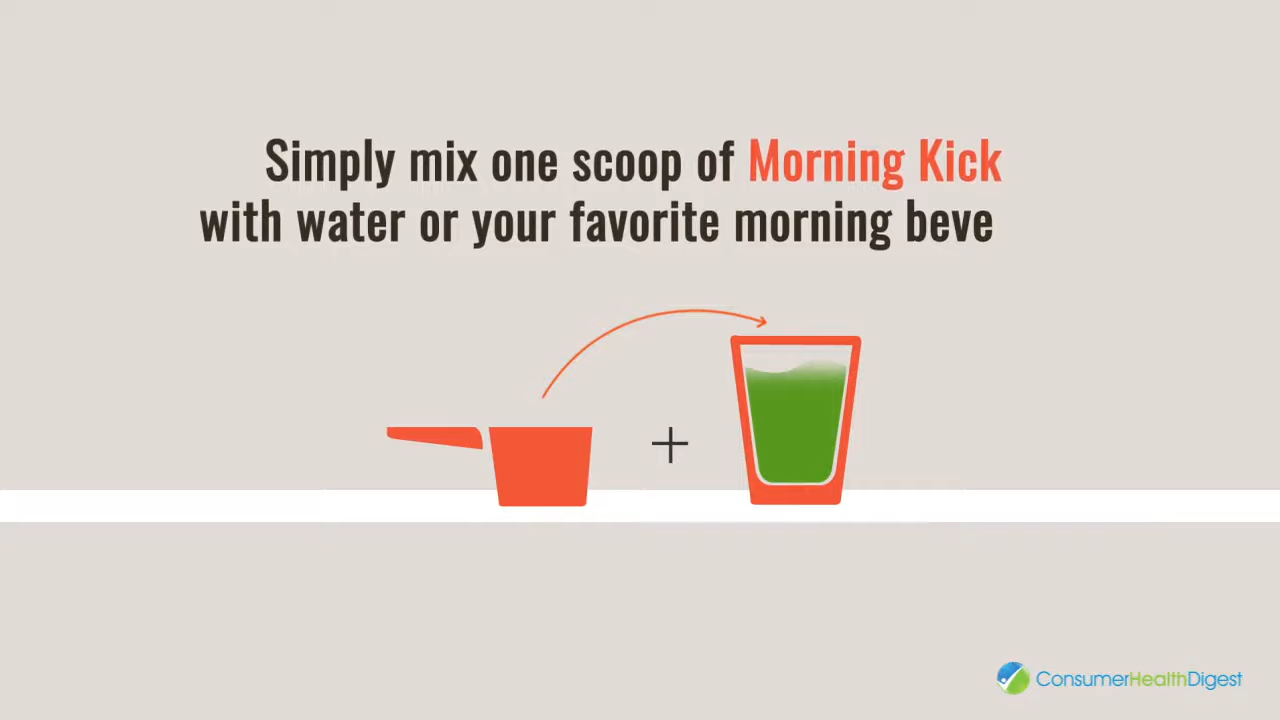 Simply mix one scoop of Morning Kick
with water or your favorite morning beve
ConsumerHealthDigest